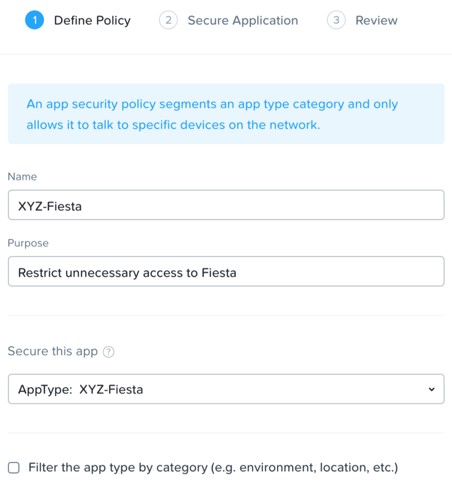 1 Define Policy 2 Secure Application 3 Review
An app security policy segments an app type category and only
allows it to talk to specific devices on the network.
Name
XYZ-Fiesta
Purpose
Restrict unnecessary access to Fiesta
Secure this app ?
AppType: XYZ-Fiesta
Filter the app type by category (e.g. environment, location, etc.)